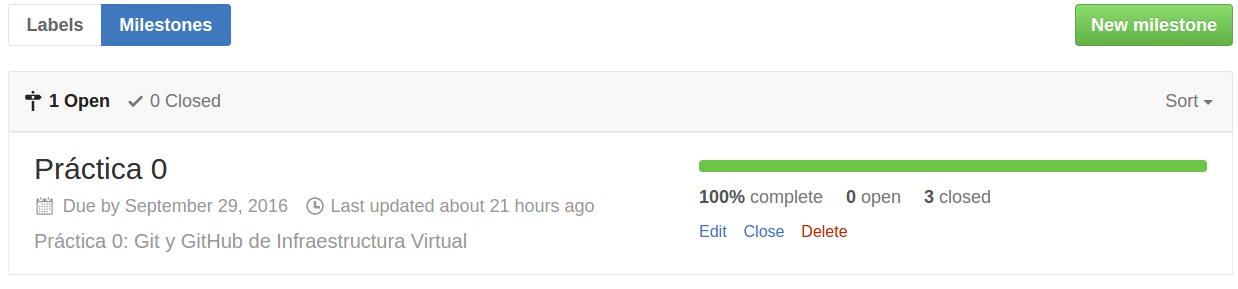 Labels Milestones New milestone
1 Open 0 Closed Sort
Práctica 0
Due by September 29, 2016 Last updated about 21 hours ago
Práctica 0: Git y GitHub de Infraestructura Virtual
100% complete 0 open 3 closed
Edit Close Delete